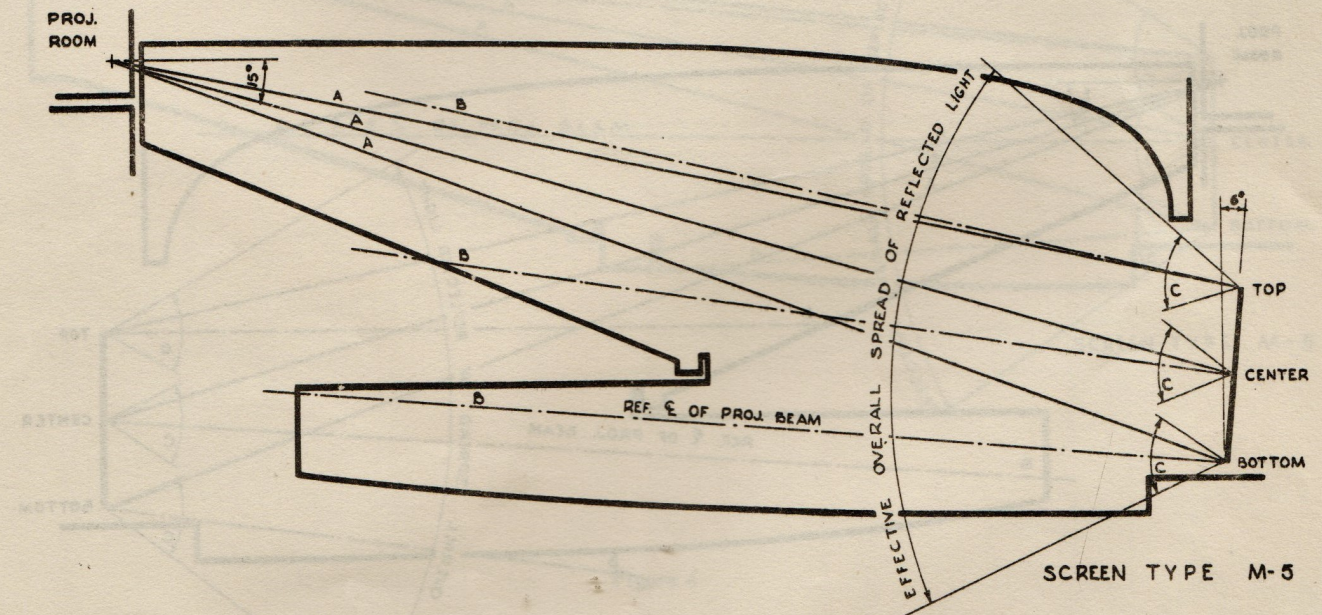 PROJ.
ROOM
15°
A
A
A
B
B
B
REF. ℄ OF PROJ. BEAM
EFFECTIVE OVERALL SPREAD OF REFLECTED LIGHT
6°
C
TOP
C
CENTER
C
BOTTOM
SCREEN TYPE M-5